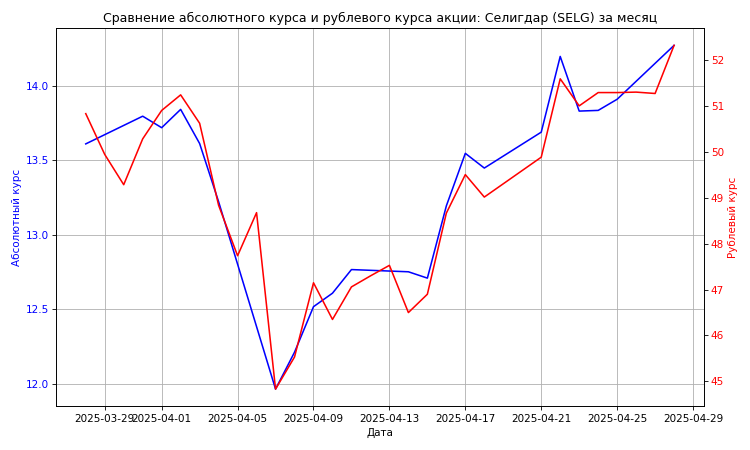 Сравнение абсолютного курса и рублевого курса акции: Селигдар (SELG) за месяц
Абсолютный курс
14.0
13.5
13.0
12.5
12.0
52
51
50
49
48
47
46
45
Рублевый курс
2025-03-29 2025-04-01 2025-04-05 2025-04-09 2025-04-13 2025-04-17 2025-04-21 2025-04-25 2025-04-29
Дата